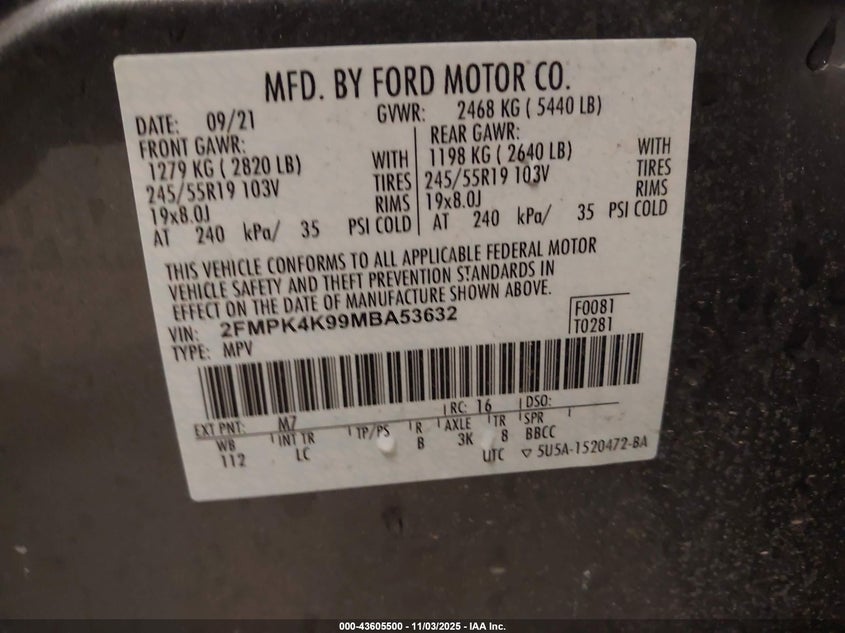 MFD. BY FORD MOTOR CO.
DATE: 09/21 GVWR: 2468 KG ( 5440 LB)
FRONT GAWR: REAR GAWR:
1279 KG ( 2820 LB) WITH 1198 KG ( 2640 LB) WITH
245/55R19 103V TIRES 245/55R19 103V TIRES
19x8.0J RIMS 19x8.0J RIMS
AT 240 kPa/ 35 PSI COLD AT 240 kPa/ 35 PSI COLD
THIS VEHICLE CONFORMS TO ALL APPLICABLE FEDERAL MOTOR
VEHICLE SAFETY AND THEFT PREVENTION STANDARDS IN
EFFECT ON THE DATE OF MANUFACTURE SHOWN ABOVE.
VIN: 2FMPK4K99MBA53632 F0081
TYPE: MPV T0281
EXT PNT: M7 RC: 16 DSO:
WB INT TR TP/PS R AXLE TR SPR
112 LC B 3K 8 BBCC
UTC ▽ 5U5A-1520472-BA
000-43605500 - 11/03/2025 - IAA Inc.